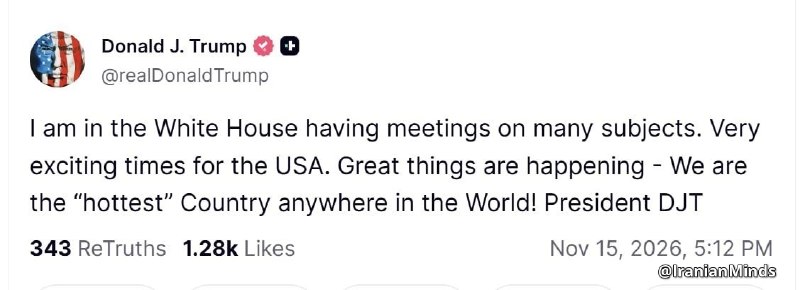 Donald J. Trump
@realDonaldTrump
I am in the White House having meetings on many subjects. Very
exciting times for the USA. Great things are happening - We are
the “hottest” Country anywhere in the World! President DJT
343 ReTruths 1.28k Likes Nov 15, 2026, 5:12 PM
@IranianMinds